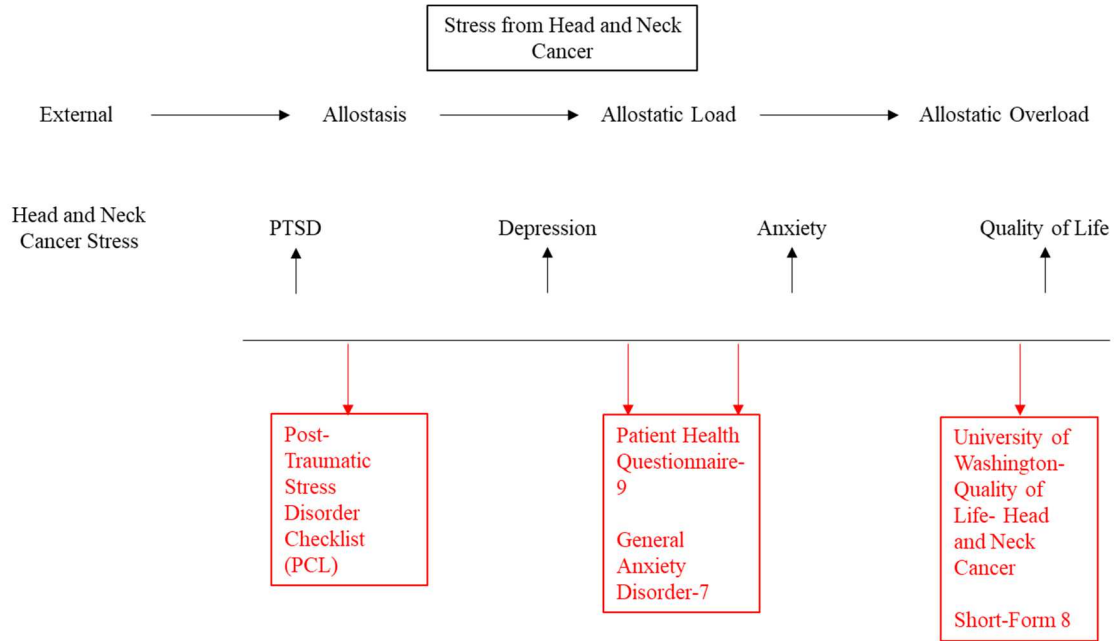 Stress from Head and Neck
Cancer
External
Allostasis
Allostatic Load
Allostatic Overload
Head and Neck
Cancer Stress
PTSD
Depression
Anxiety
Quality of Life
Post-
Traumatic
Stress
Disorder
Checklist
(PCL)
Patient Health
Questionnaire-
9
General
Anxiety
Disorder-7
University of
Washington-
Quality of
Life- Head
and Neck
Cancer
Short-Form 8